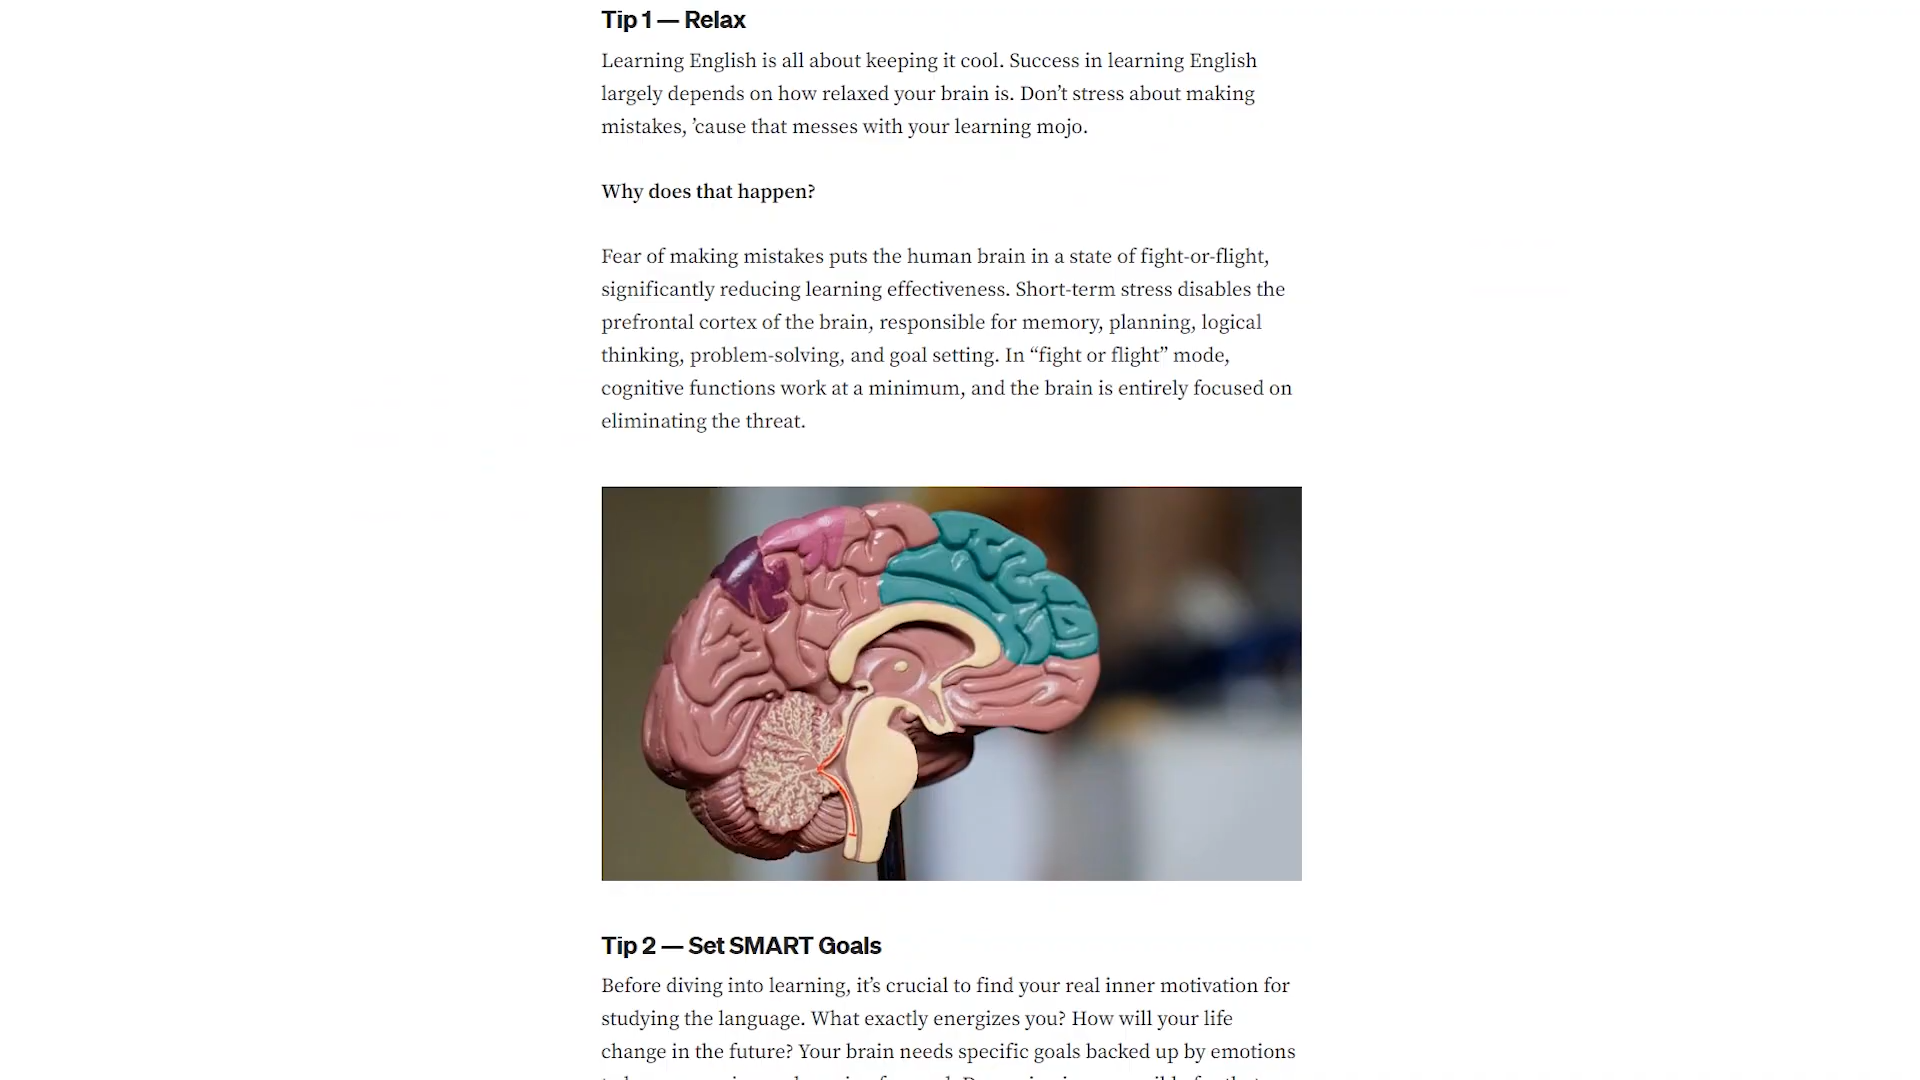 Tip 1 — Relax
Learning English is all about keeping it cool. Success in learning English
largely depends on how relaxed your brain is. Don’t stress about making
mistakes, ’cause that messes with your learning mojo.
Why does that happen?
Fear of making mistakes puts the human brain in a state of fight-or-flight,
significantly reducing learning effectiveness. Short-term stress disables the
prefrontal cortex of the brain, responsible for memory, planning, logical
thinking, problem-solving, and goal setting. In “fight or flight” mode,
cognitive functions work at a minimum, and the brain is entirely focused on
eliminating the threat.
Tip 2 — Set SMART Goals
Before diving into learning, it’s crucial to find your real inner motivation for
studying the language. What exactly energizes you? How will your life
change in the future? Your brain needs specific goals backed up by emotions